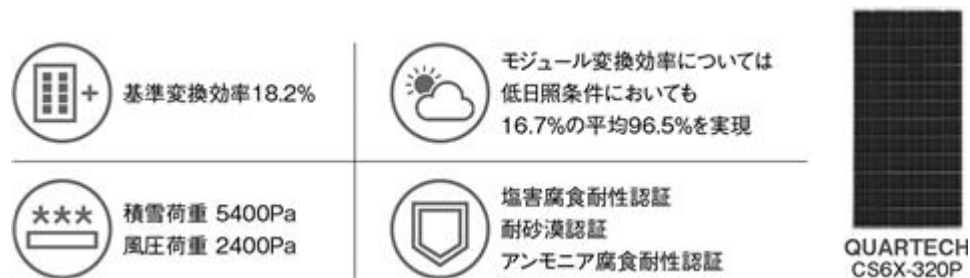 基準変換効率18.2%
モジュール変換効率については
低日照条件においても
16.7%の平均96.5%を実現
積雪荷重 5400Pa
風圧荷重 2400Pa
塩害腐食耐性認証
耐砂漠認証
アンモニア腐食耐性認証
QUARTECH
CS6X-320P